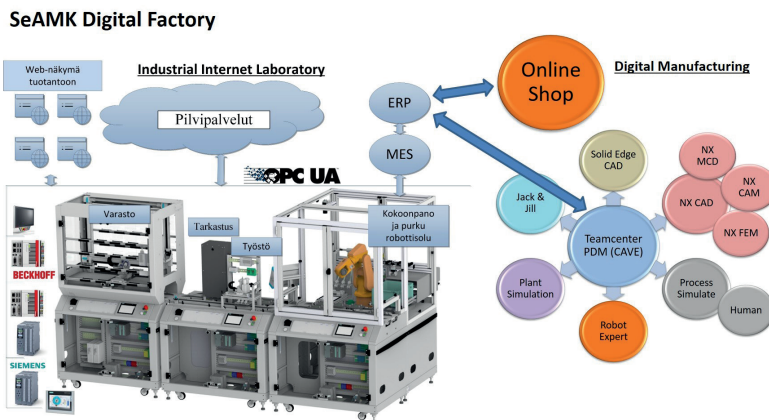 SeAMK Digital Factory
Web-näkymä
tuotantoon
Industrial Internet Laboratory
Pilvipalvelut
OPC UA
ERP
MES
Online
Shop
Digital Manufacturing
Solid Edge
CAD
NX
MCD
NX
CAM
NX CAD
NX FEM
Jack &
Jill
Teamcenter
PDM (CAVE)
Plant
Simulation
Process
Simulate
Human
Robot
Expert
Varasto
Tarkastus
Työstö
Kokoonpano
ja purku
robottisolu
BECKHOFF
SIEMENS